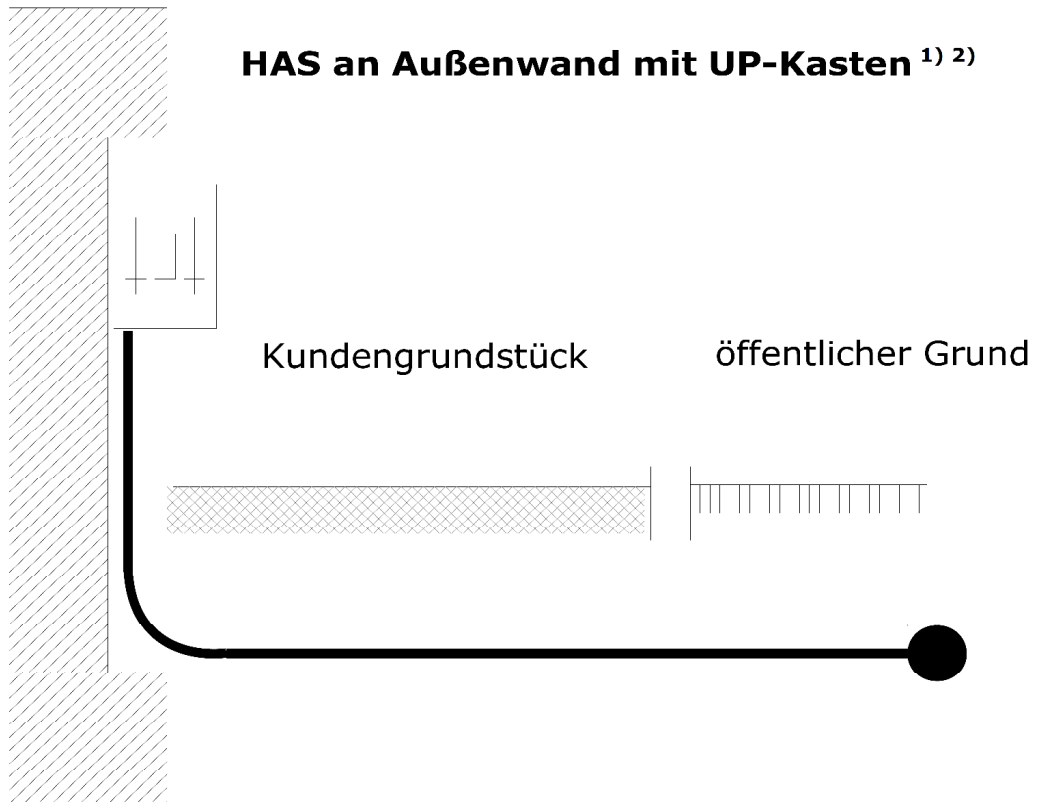 HAS an Außenwand mit UP-Kasten 1) 2)
Kundengrundstück
öffentlicher Grund